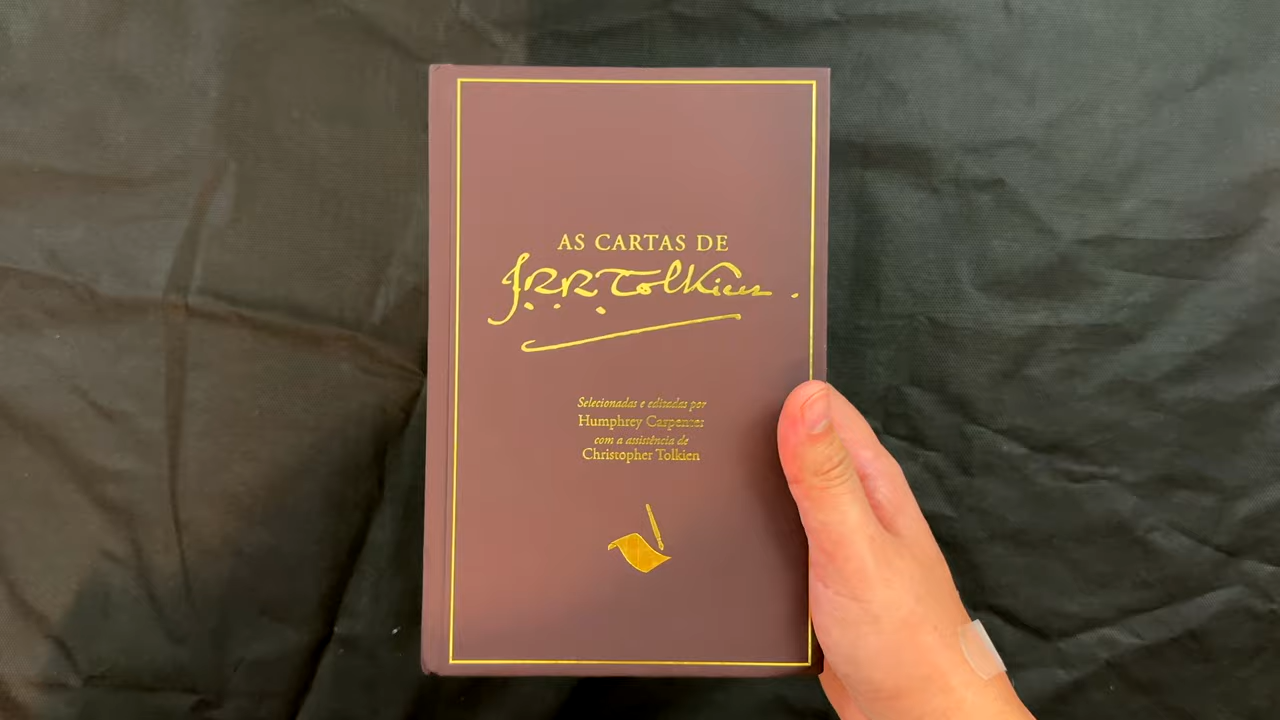 AS CARTAS DE
J.R.R. Tolkien.
Selecionadas e editadas por
Humphrey Carpenter
com a assistência de
Christopher Tolkien